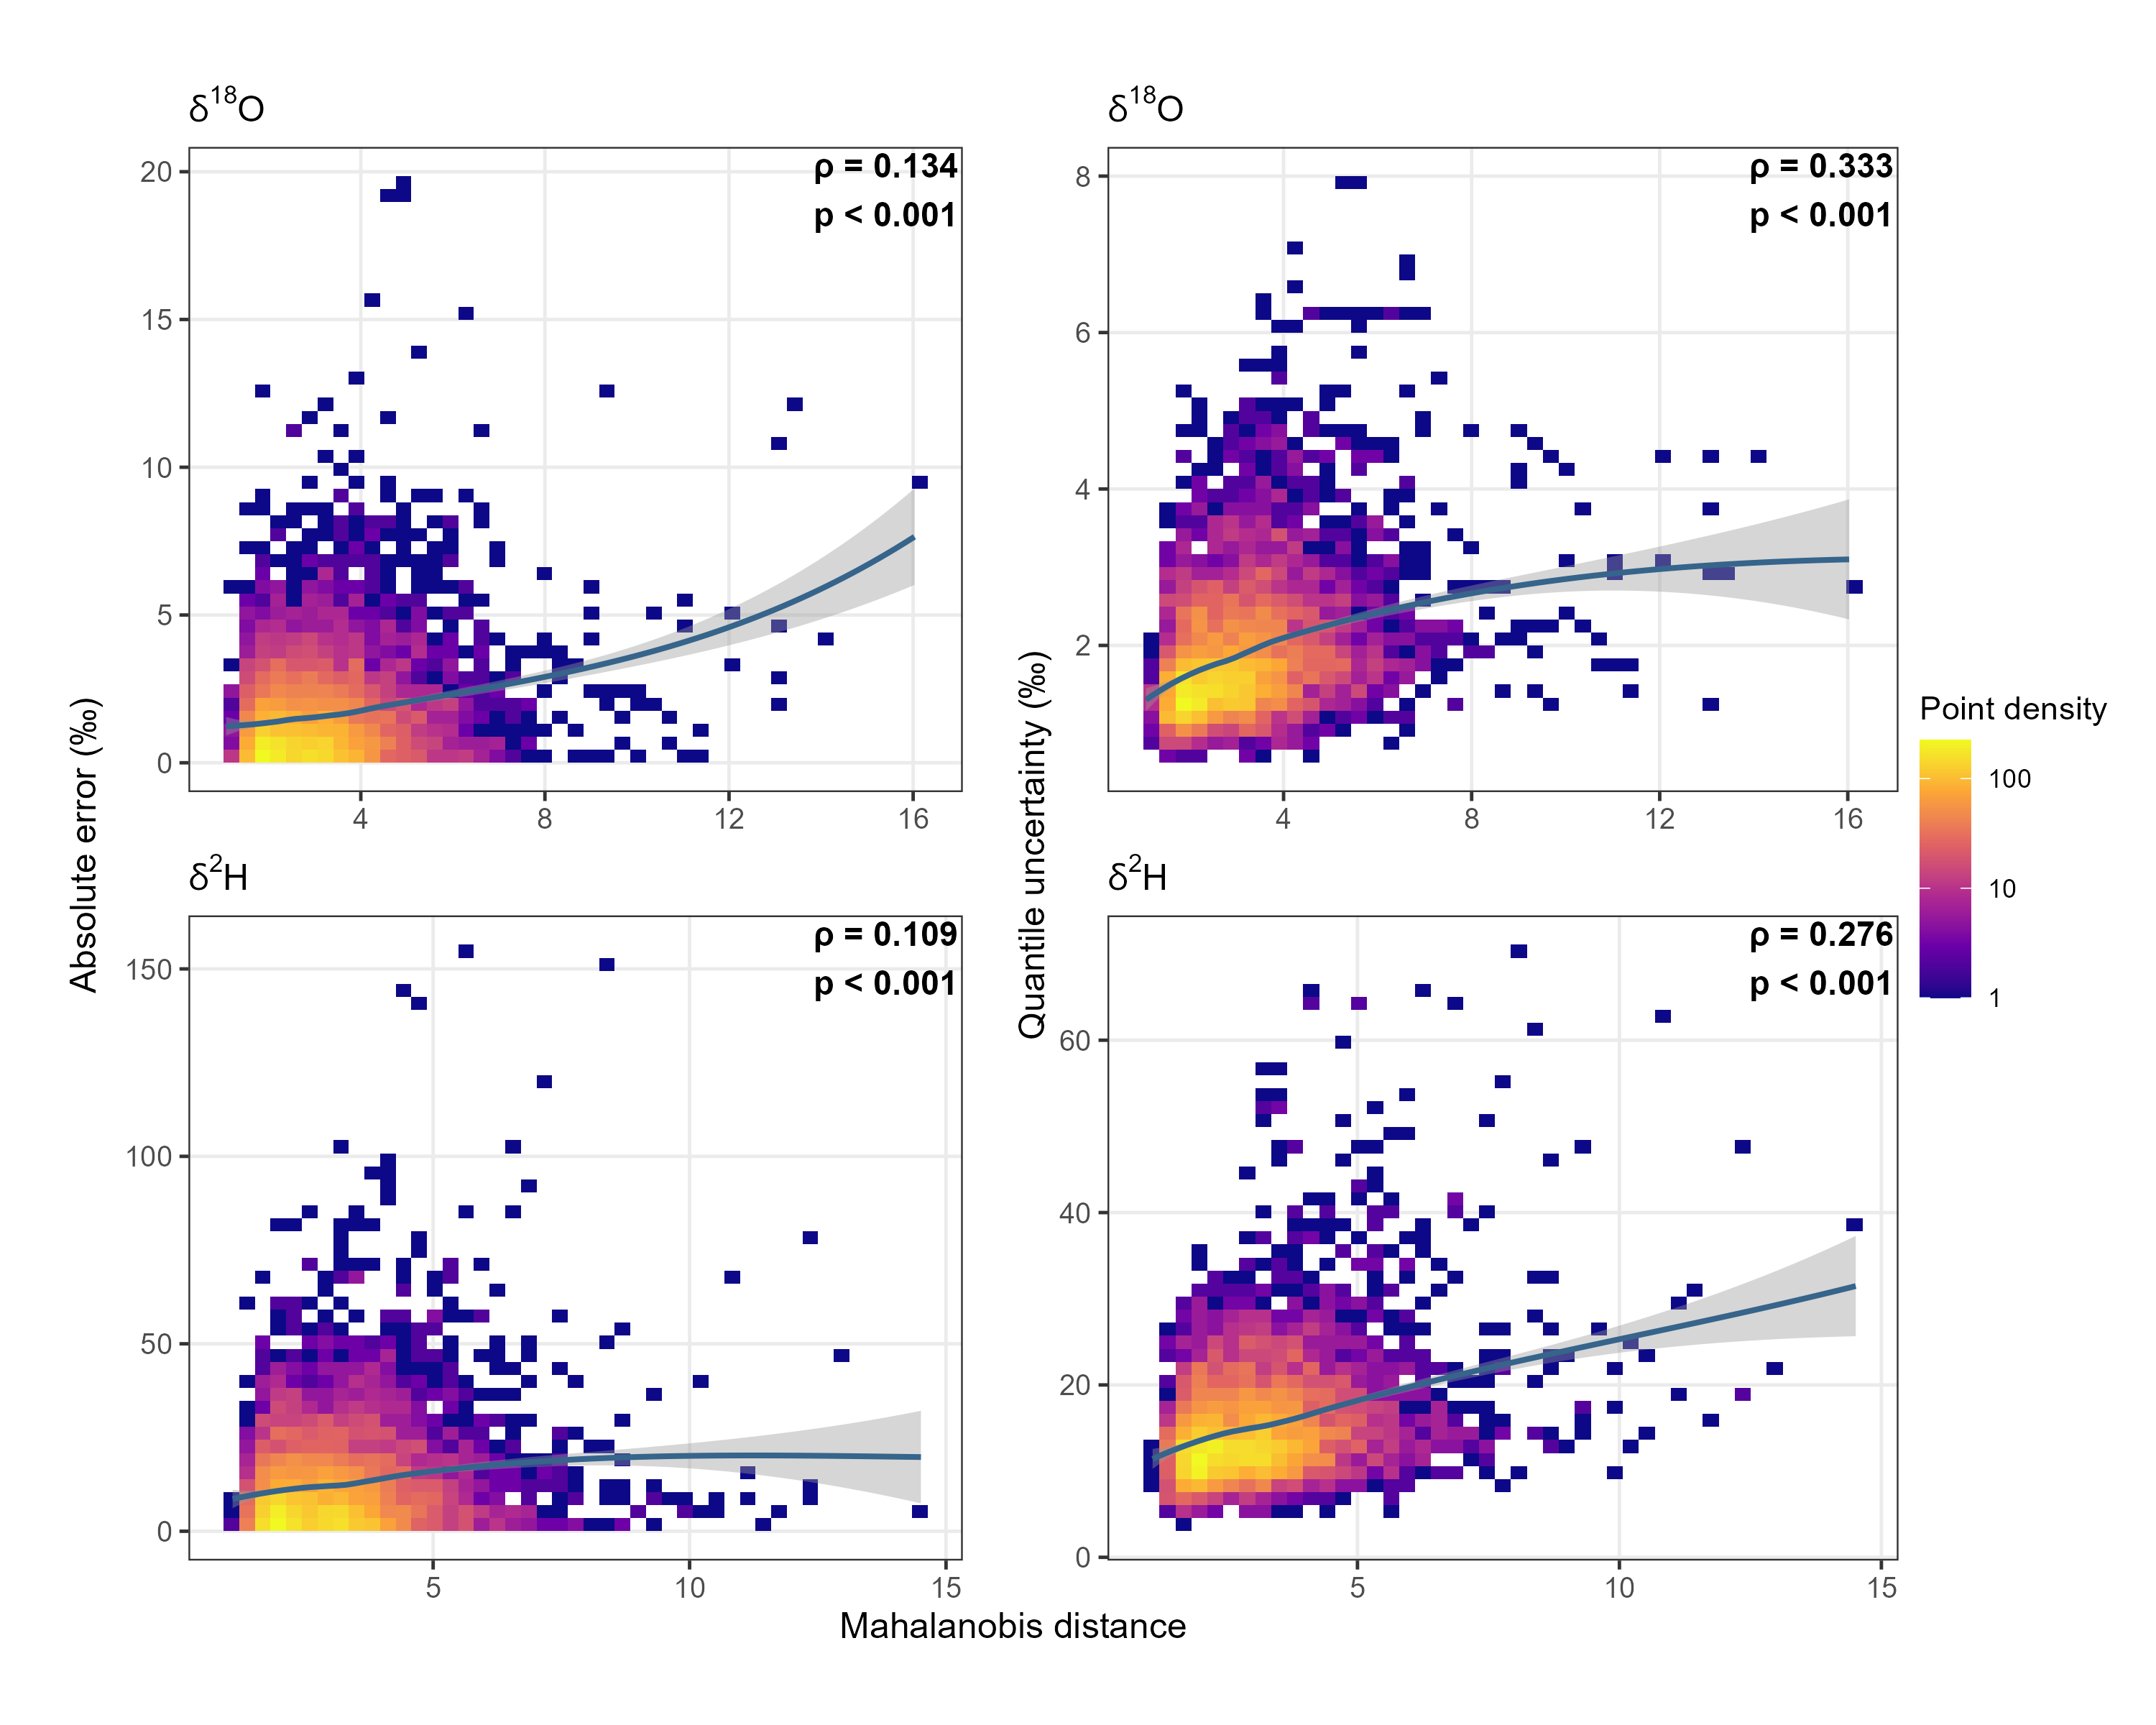 δ18O
δ18O
ρ = 0.134
p < 0.001
ρ = 0.333
p < 0.001
20
15
10
5
0
8
6
4
2
4
8
12
16
4
8
12
16
Absolute error (‰)
Quantile uncertainty (‰)
Point density
100
10
1
δ2H
δ2H
ρ = 0.109
p < 0.001
ρ = 0.276
p < 0.001
150
100
50
0
60
40
20
0
5
10
15
5
10
15
Mahalanobis distance